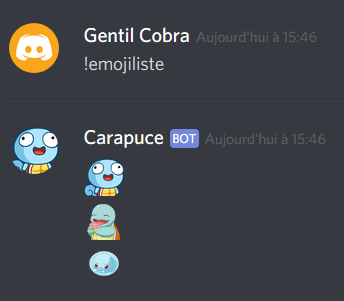 Gentil Cobra Aujourd'hui à 15:46
!emojiliste
Carapuce BOT Aujourd'hui à 15:46